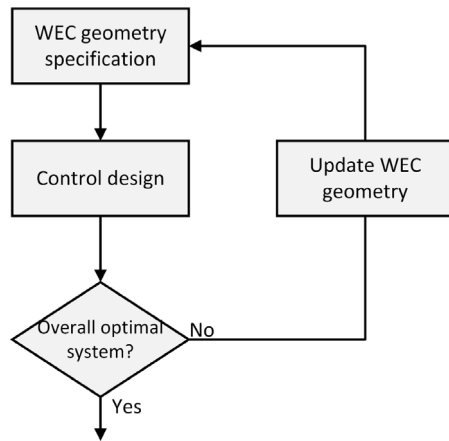 WEC geometry
specification
Control design
Update WEC
geometry
Overall optimal
system?
No
Yes